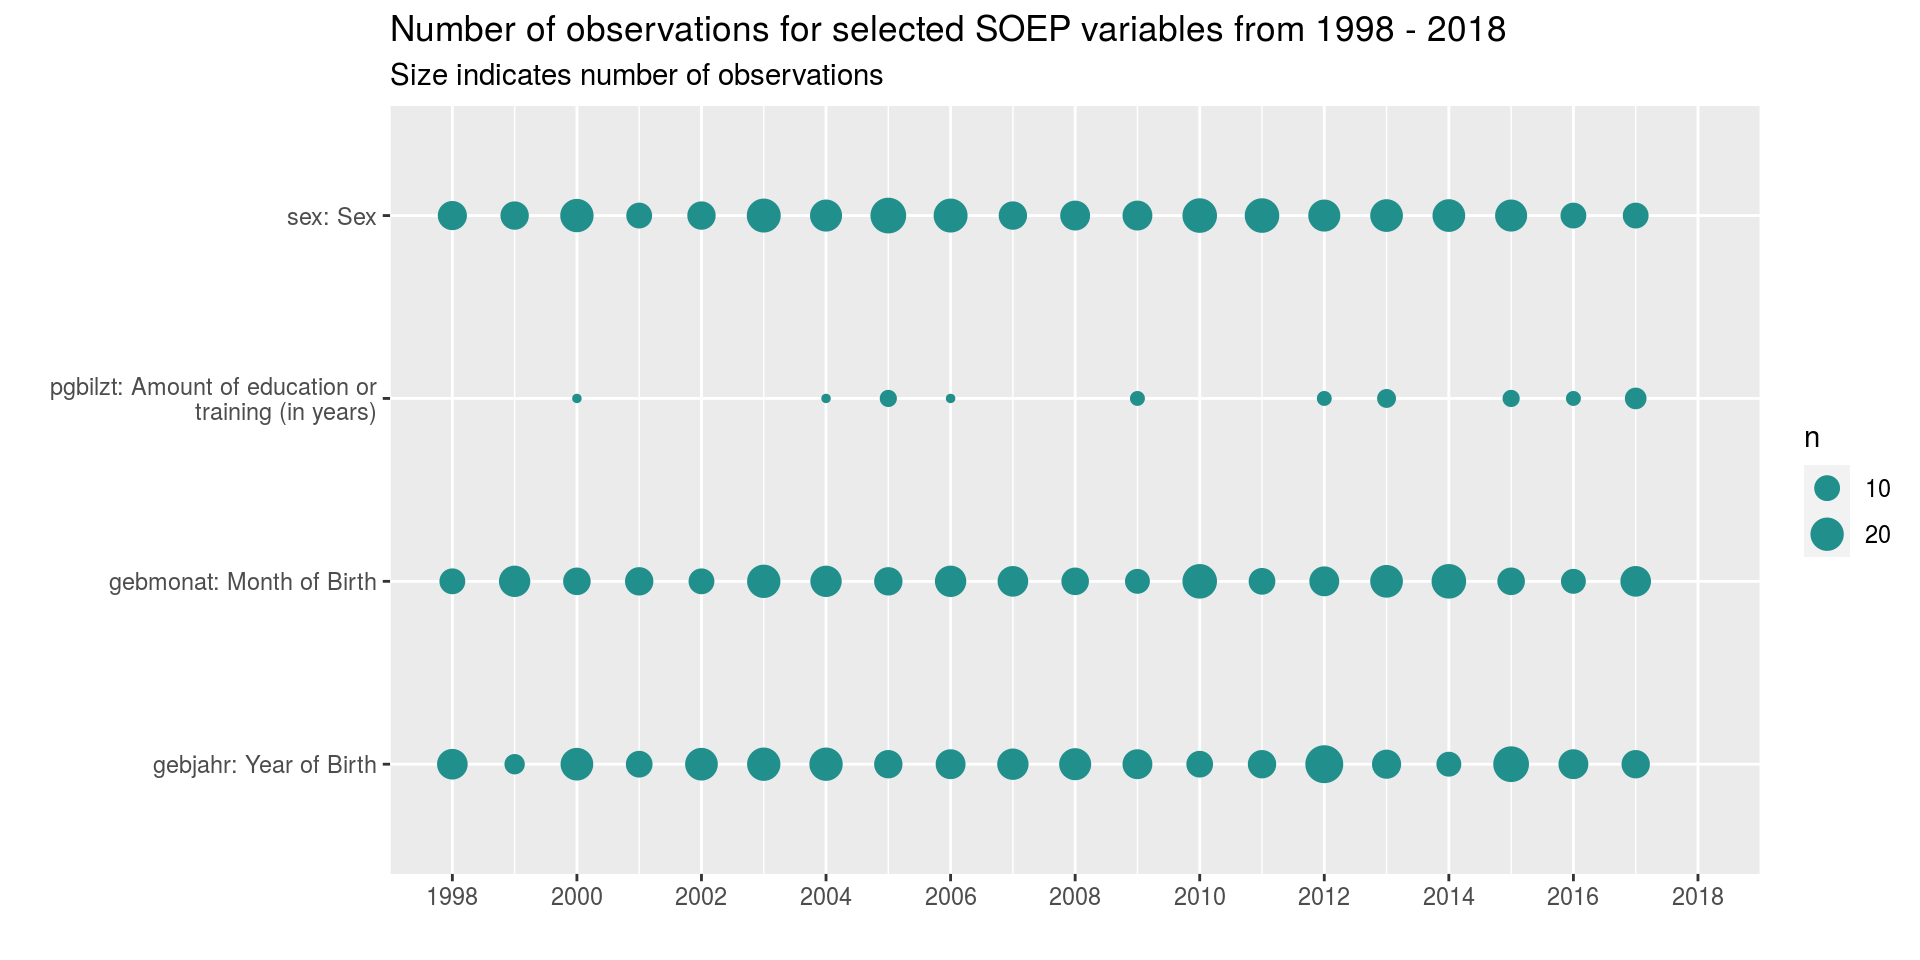 Number of observations for selected SOEP variables from 1998 - 2018
Size indicates number of observations
sex: Sex
pgbilzt: Amount of education or
training (in years)
gebmonat: Month of Birth
gebjahr: Year of Birth
1998 2000 2002 2004 2006 2008 2010 2012 2014 2016 2018
n
10
20